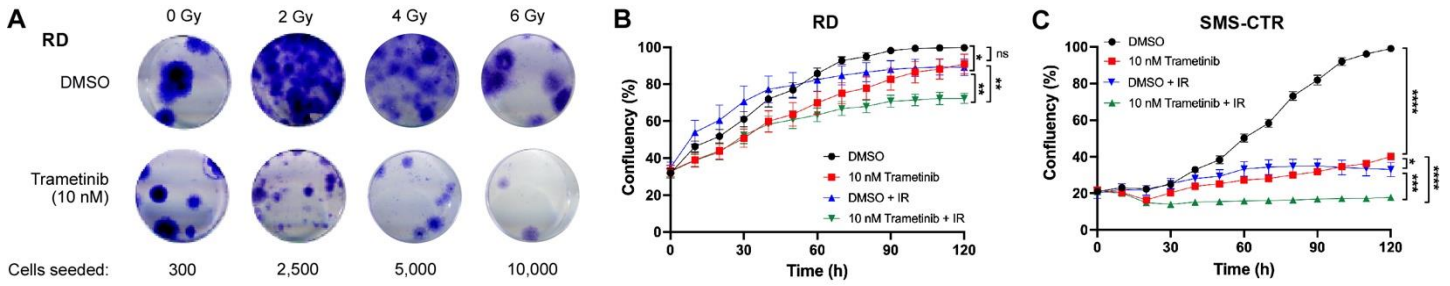 A
0 Gy 2 Gy 4 Gy 6 Gy
RD
DMSO
Trametinib
(10 nM)
Cells seeded: 300 2,500 5,000 10,000
B
RD
Confluency (%)
100
80
60
40
20
0
0 30 60 90 120
Time (h)
DMSO
10 nM Trametinib
DMSO + IR
10 nM Trametinib + IR
*
ns
**
**
C
SMS-CTR
Confluency (%)
100
80
60
40
20
0
0 30 60 90 120
Time (h)
DMSO
10 nM Trametinib
DMSO + IR
10 nM Trametinib + IR
****
*
***
****